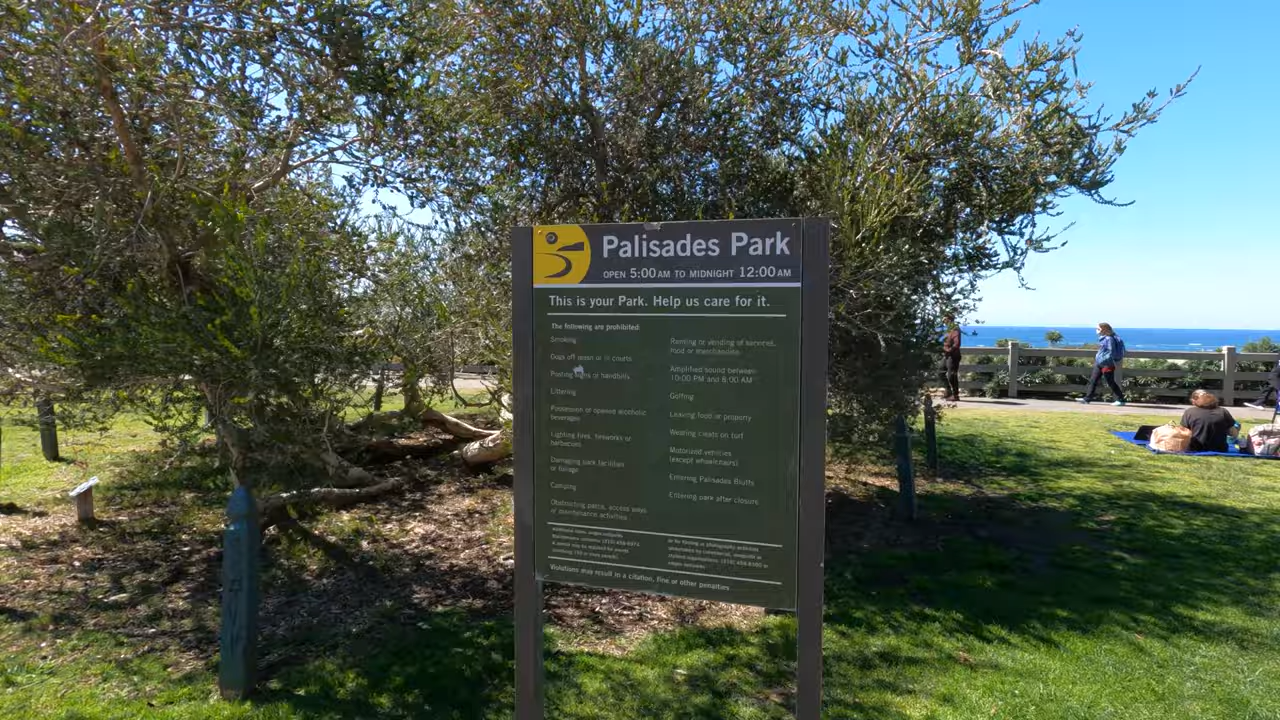 Palisades Park
OPEN 5:00 AM TO MIDNIGHT 12:00 AM
This is your Park. Help us care for it.
The following are prohibited:
Smoking
Dogs off leash or in courts
Posting signs or handbills
Littering
Possession of opened alcoholic
beverages
Lighting fires, fireworks or
barbecues
Damaging park facilities
or foliage
Camping
Obstructing paths, access ways
or maintenance activities
Renting or vending of services,
food or merchandise
Amplified sound between
10:00 PM and 8:00 AM
Golfing
Leaving food or property
Wearing cleats on turf
Motorized vehicles
(except wheelchairs)
Entering Palisades Bluffs
Entering park after closure
Violations may result in a citation, fine or other penalties